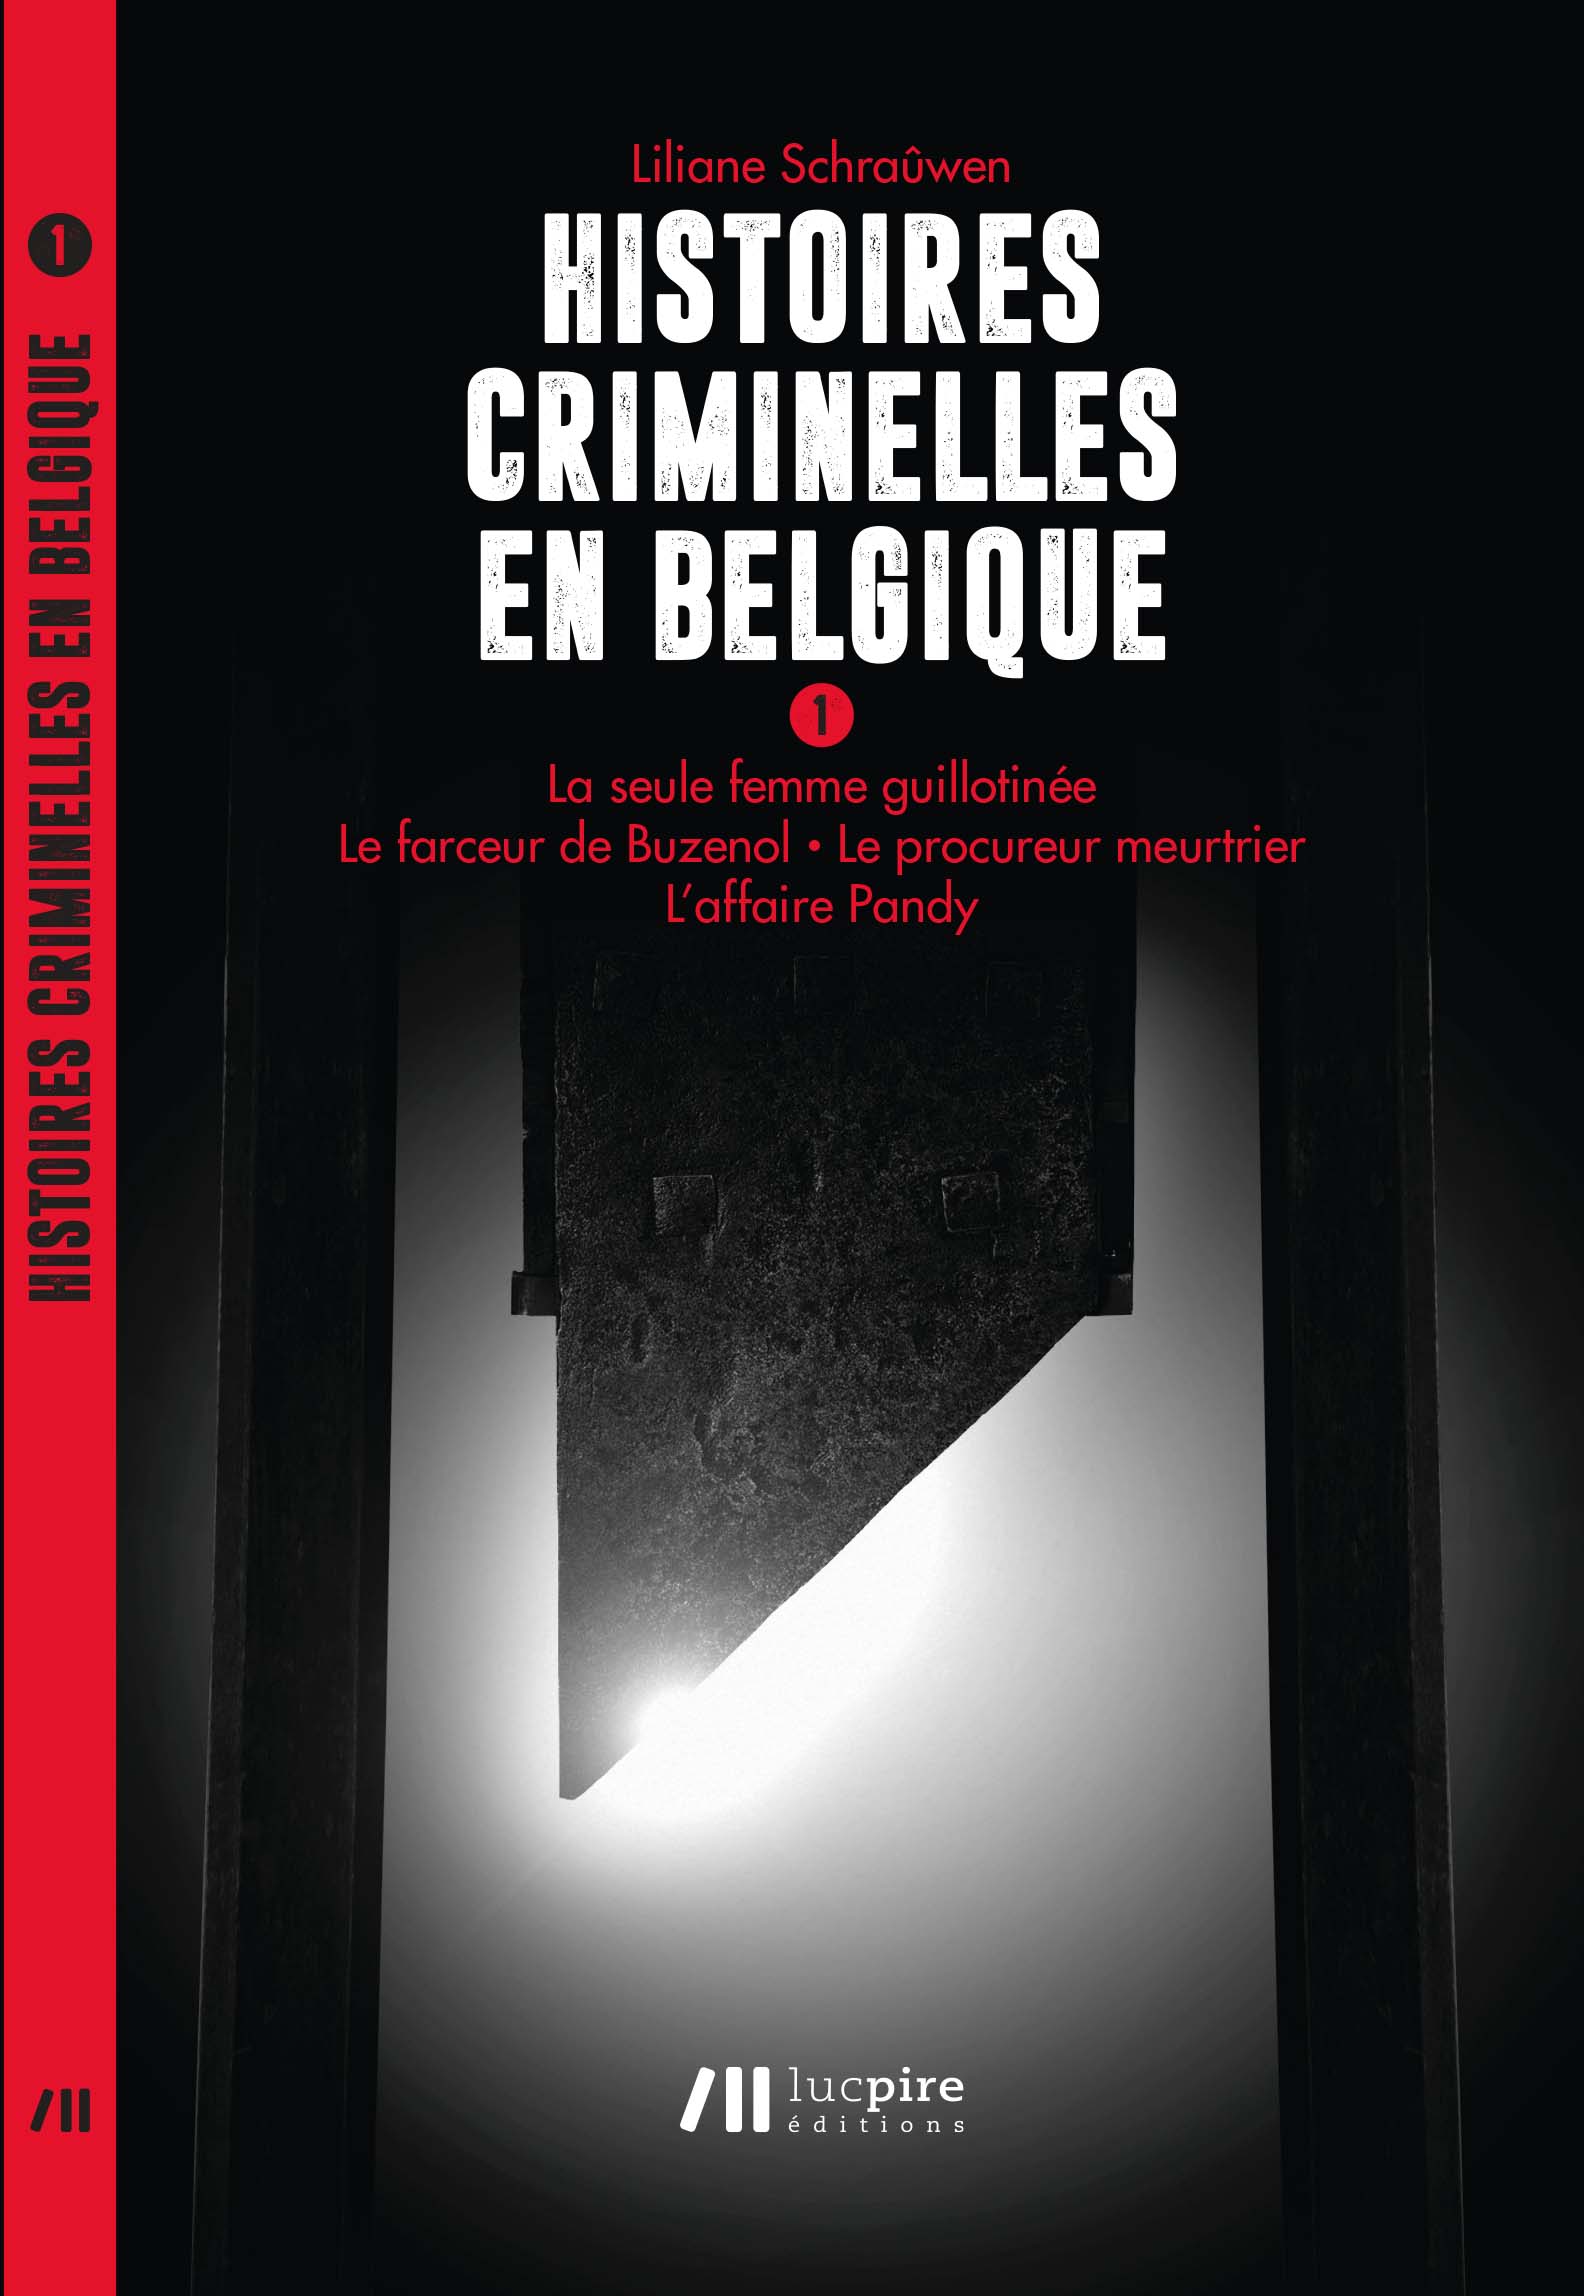 1
HISTOIRES CRIMINELLES EN BELGIQUE
Liliane Schraûwen
HISTOIRES
CRIMINELLES
EN BELGIQUE
1
La seule femme guillotinée
Le farceur de Buzenol • Le procureur meurtrier
L’affaire Pandy
lucpire
éditions